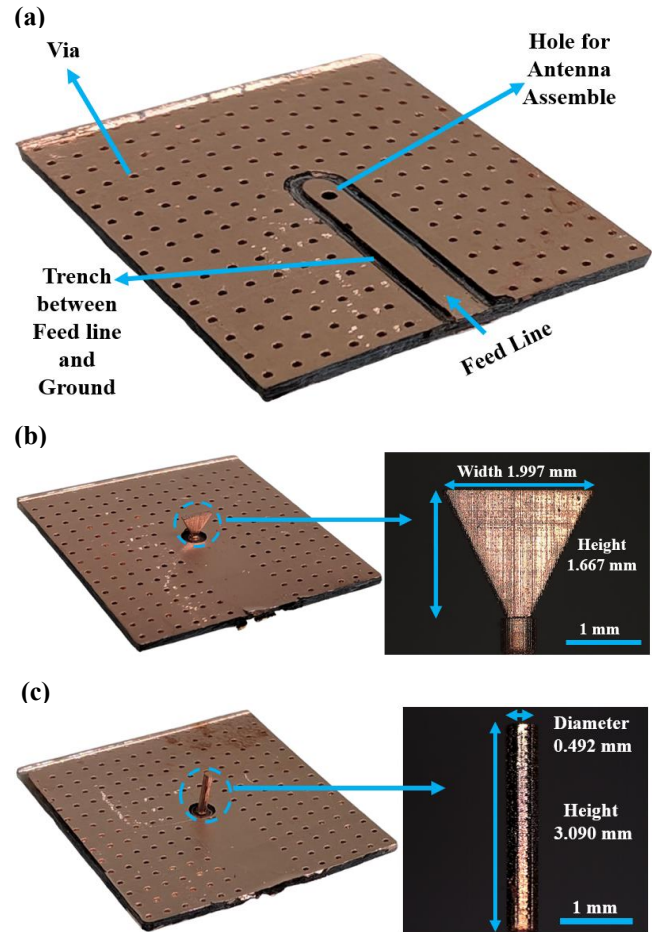 (a)
Via
Hole for
Antenna
Assemble
Trench
between
Feed line
and
Ground
Feed Line
(b)
Width 1.997 mm
Height
1.667 mm
1 mm
(c)
Diameter
0.492 mm
Height
3.090 mm
1 mm